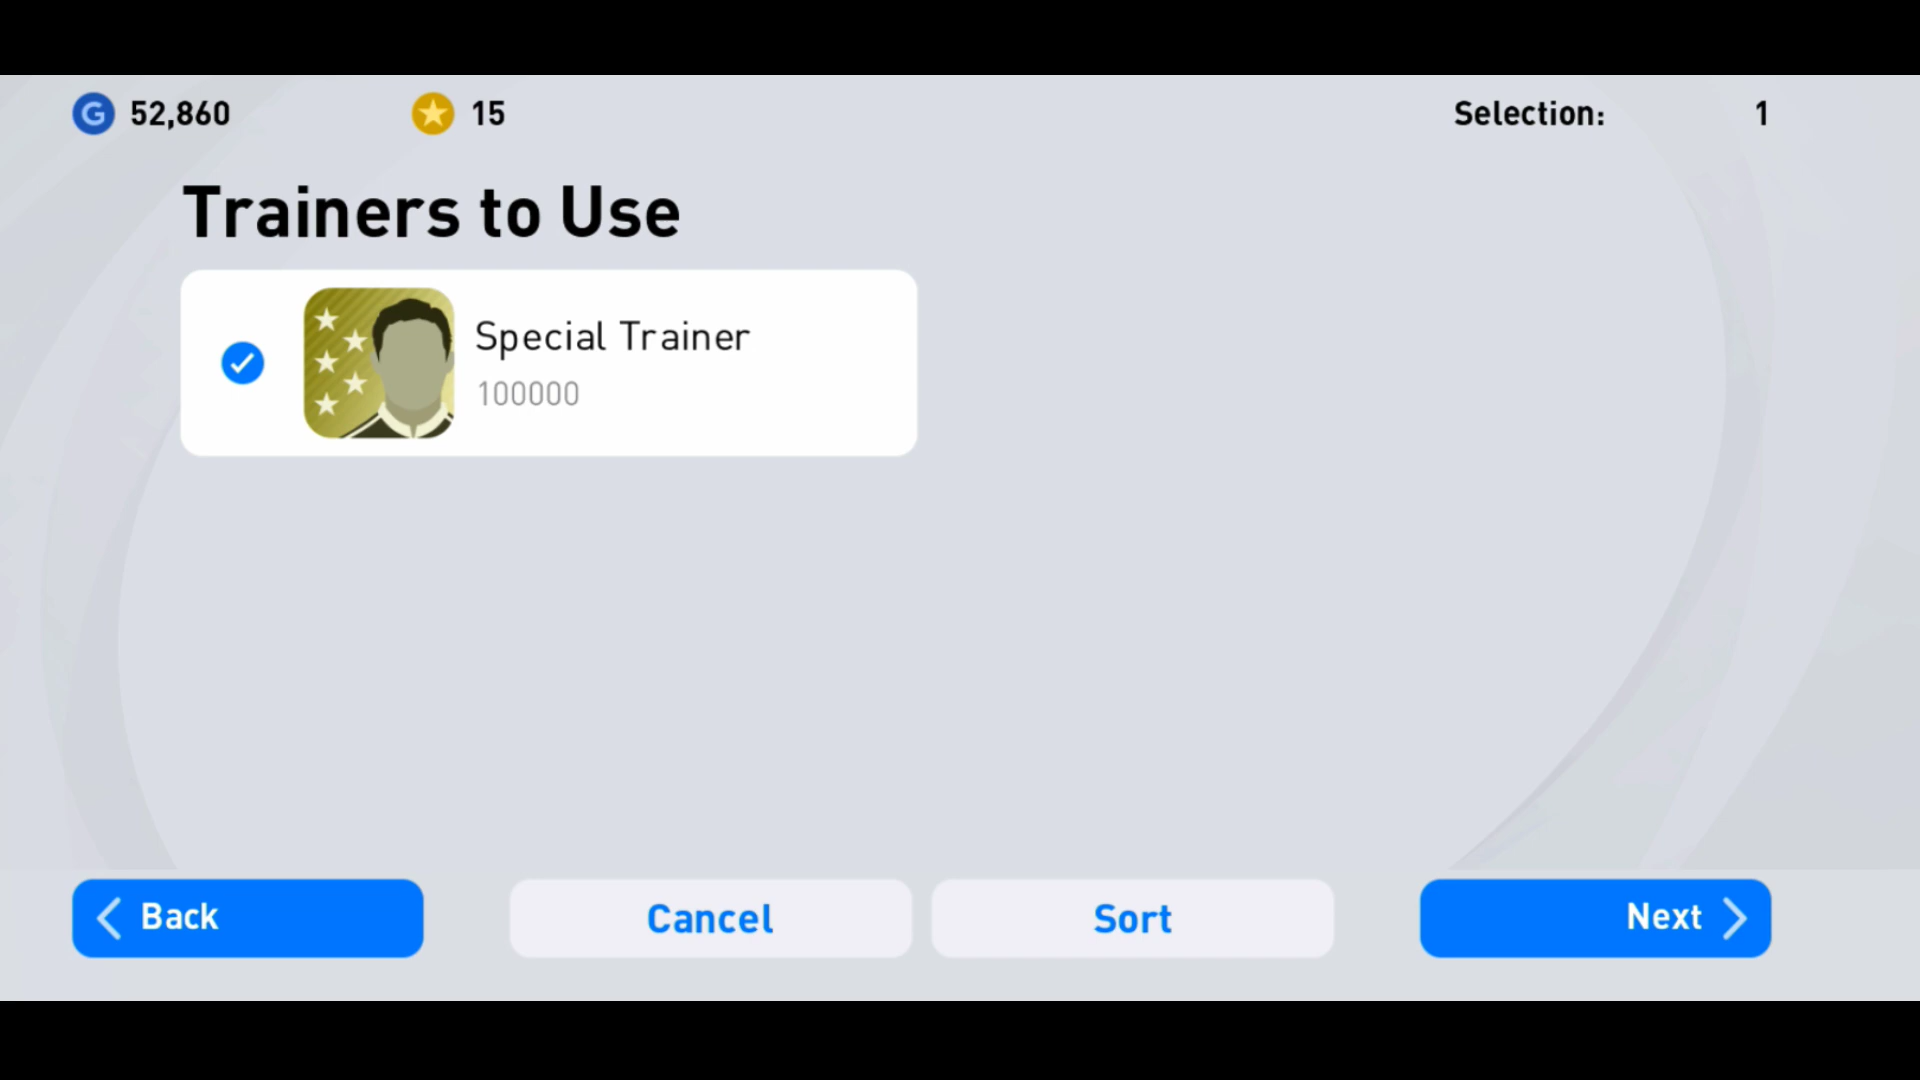 G 52,860 15 Selection: 1
Trainers to Use
Special Trainer
100000
Back Cancel Sort Next